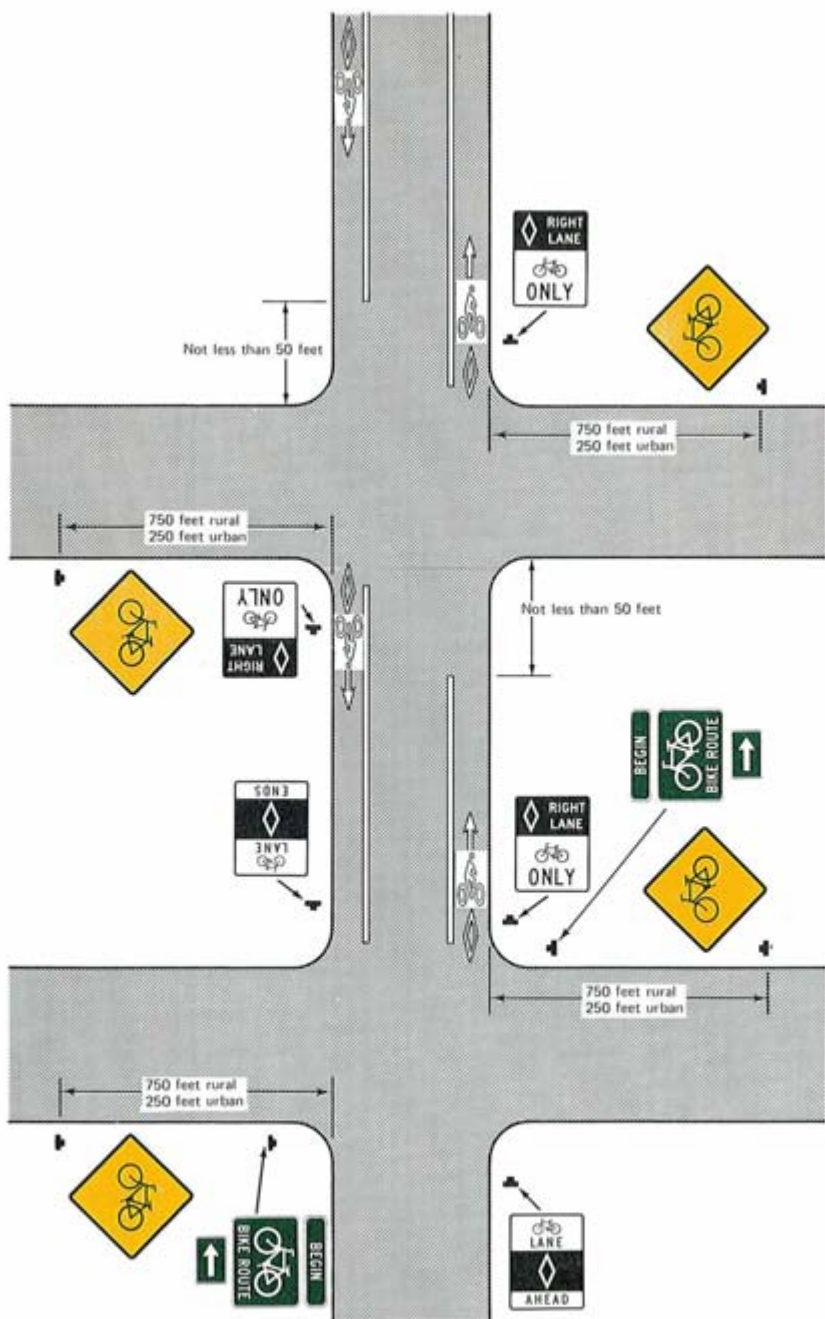 RIGHT
LANE
ONLY
Not less than 50 feet
750 feet rural
250 feet urban
750 feet rural
250 feet urban
RIGHT
LANE
ONLY
Not less than 50 feet
BEGIN
BIKE ROUTE
LANE
ENDS
RIGHT
LANE
ONLY
750 feet rural
250 feet urban
750 feet rural
250 feet urban
BEGIN
BIKE ROUTE
LANE
AHEAD